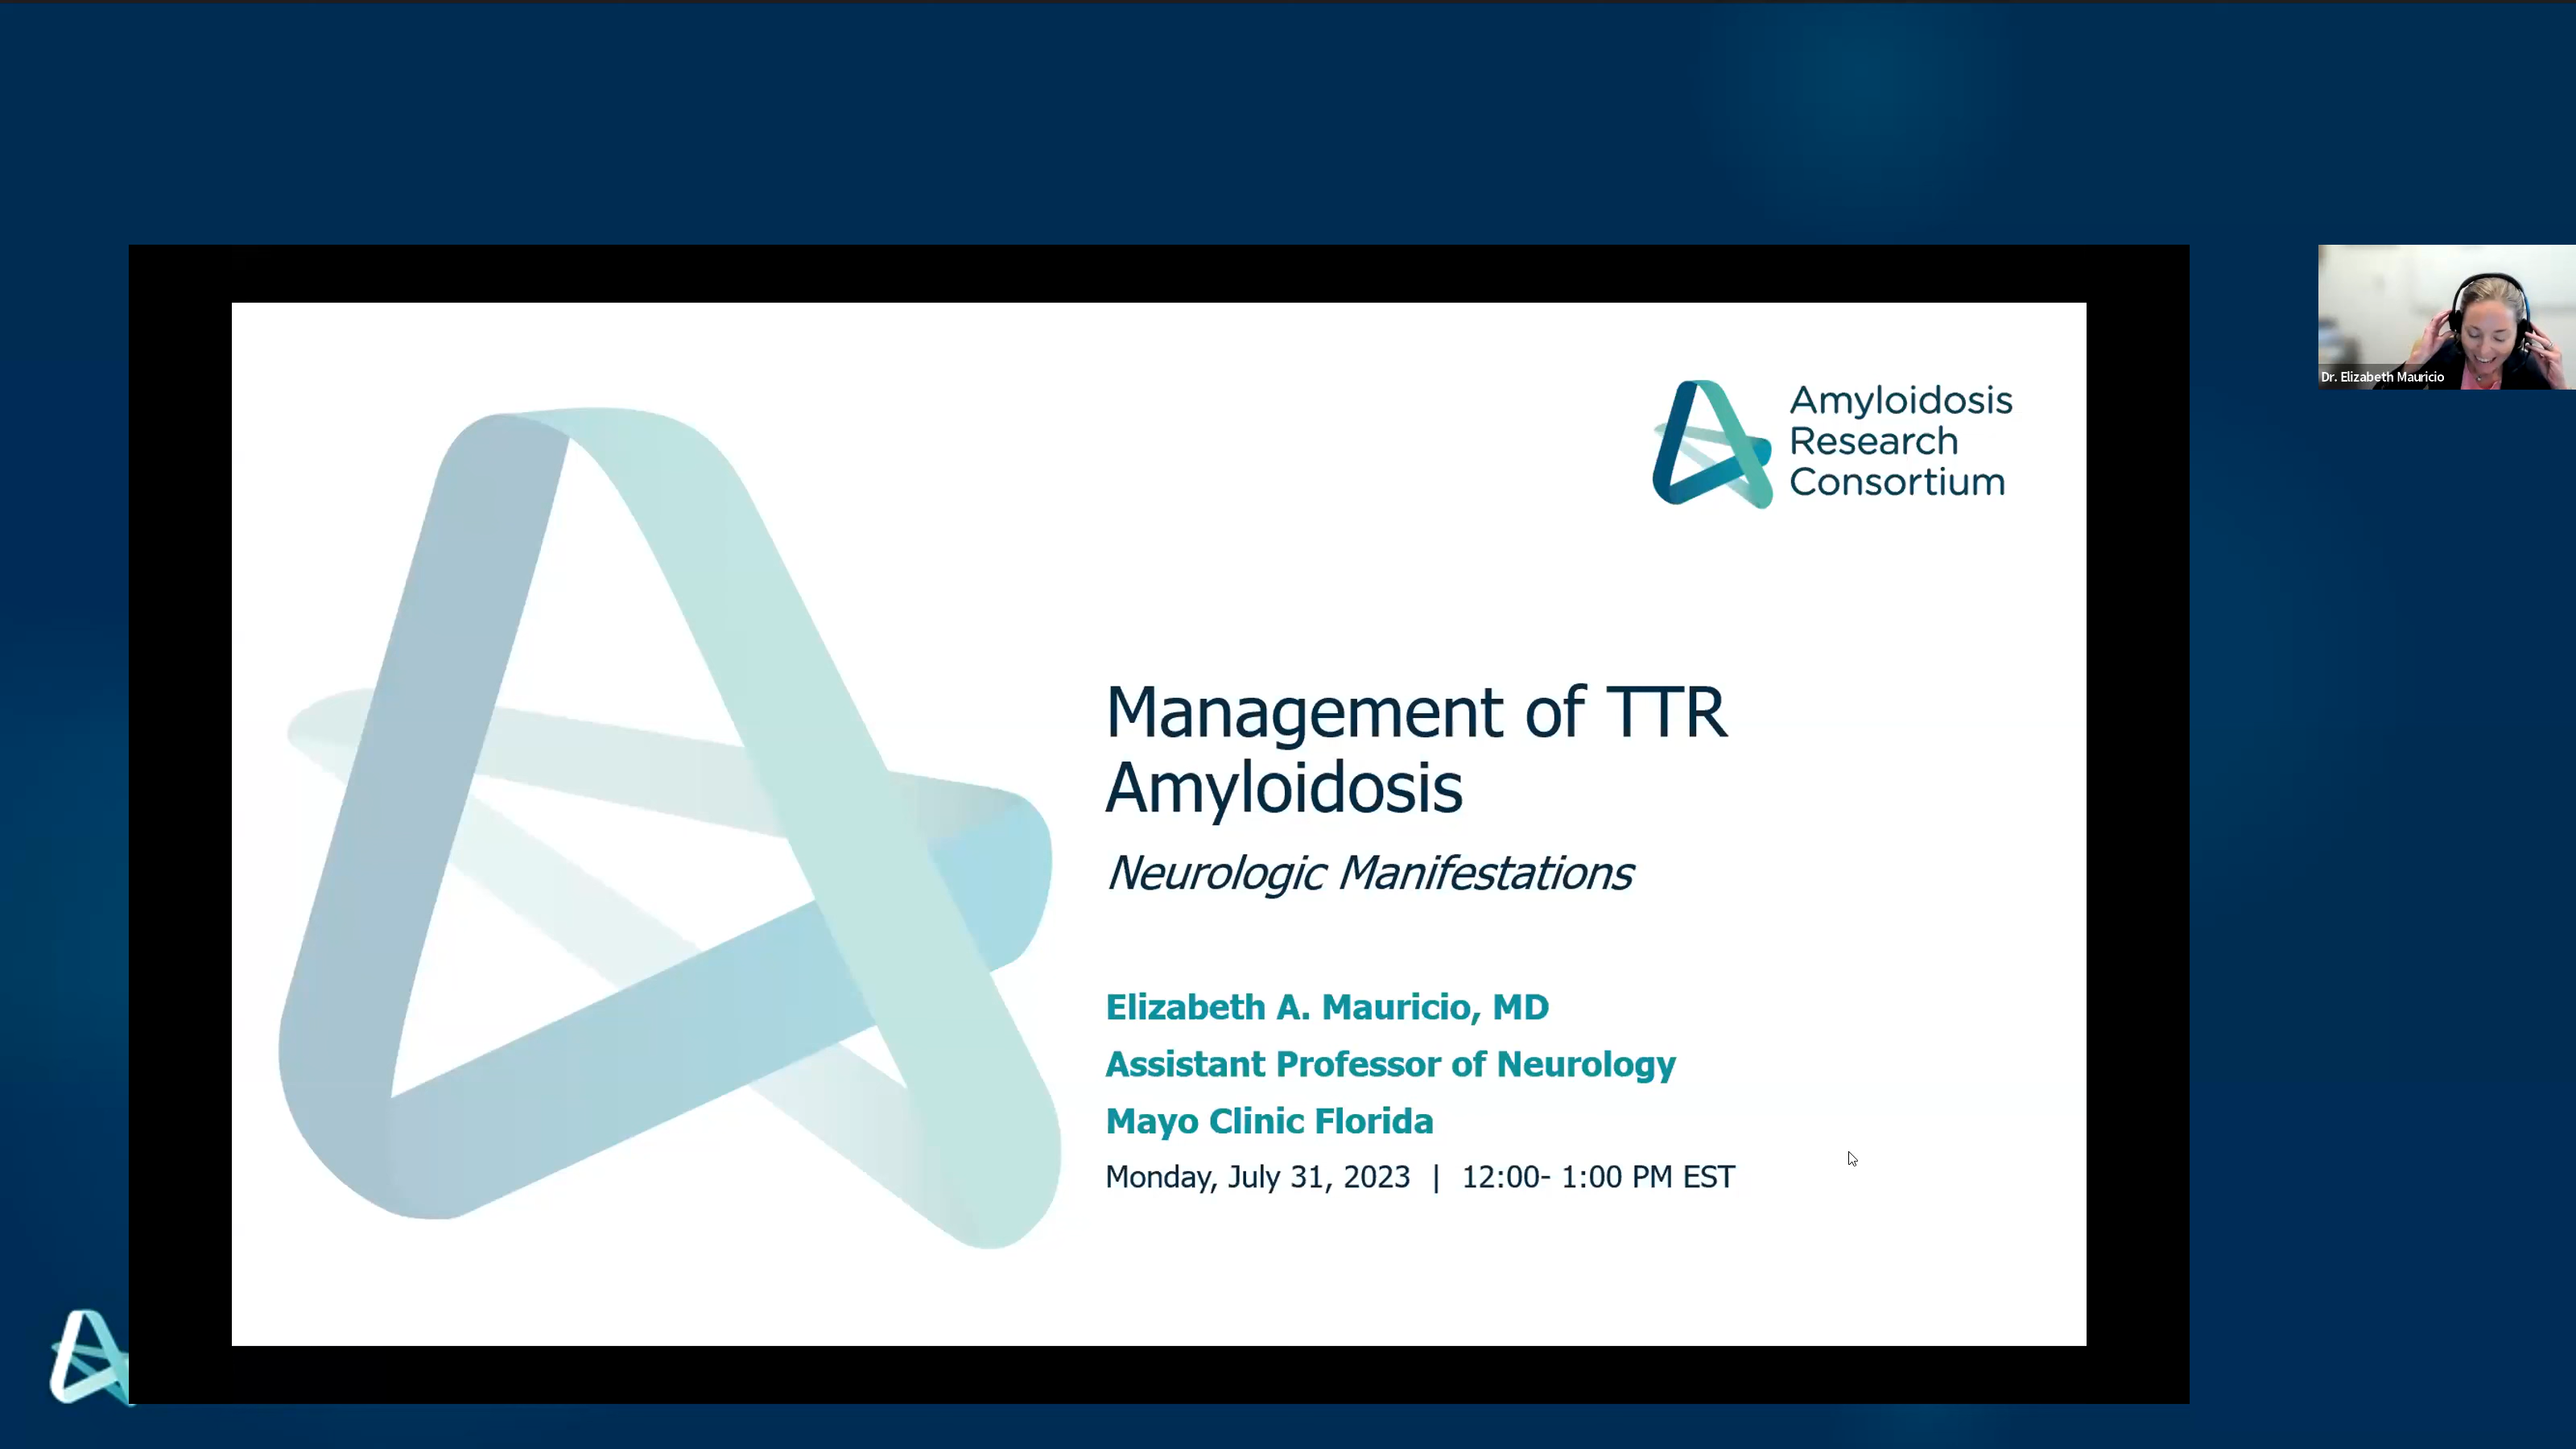 Amyloidosis
Research
Consortium
Dr. Elizabeth Mauricio
Management of TTR
Amyloidosis
Neurologic Manifestations
Elizabeth A. Mauricio, MD
Assistant Professor of Neurology
Mayo Clinic Florida
Monday, July 31, 2023 | 12:00- 1:00 PM EST